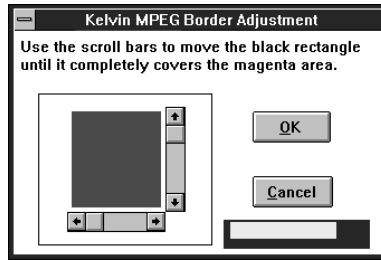 Kelvin MPEG Border Adjustment
Use the scroll bars to move the black rectangle
until it completely covers the magenta area.
OK
Cancel